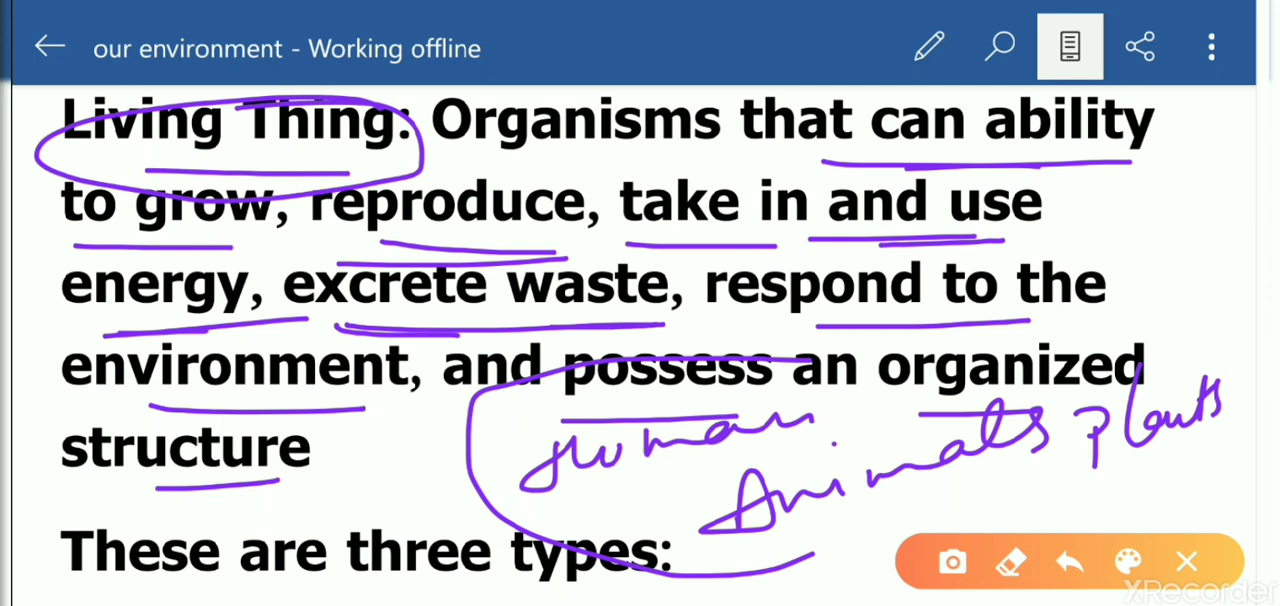 our environment - Working offline
Living Thing: Organisms that can ability
to grow, reproduce, take in and use
energy, excrete waste, respond to the
environment, and possess an organized
structure
Human
Animals
Plants
These are three types:
XRecorder